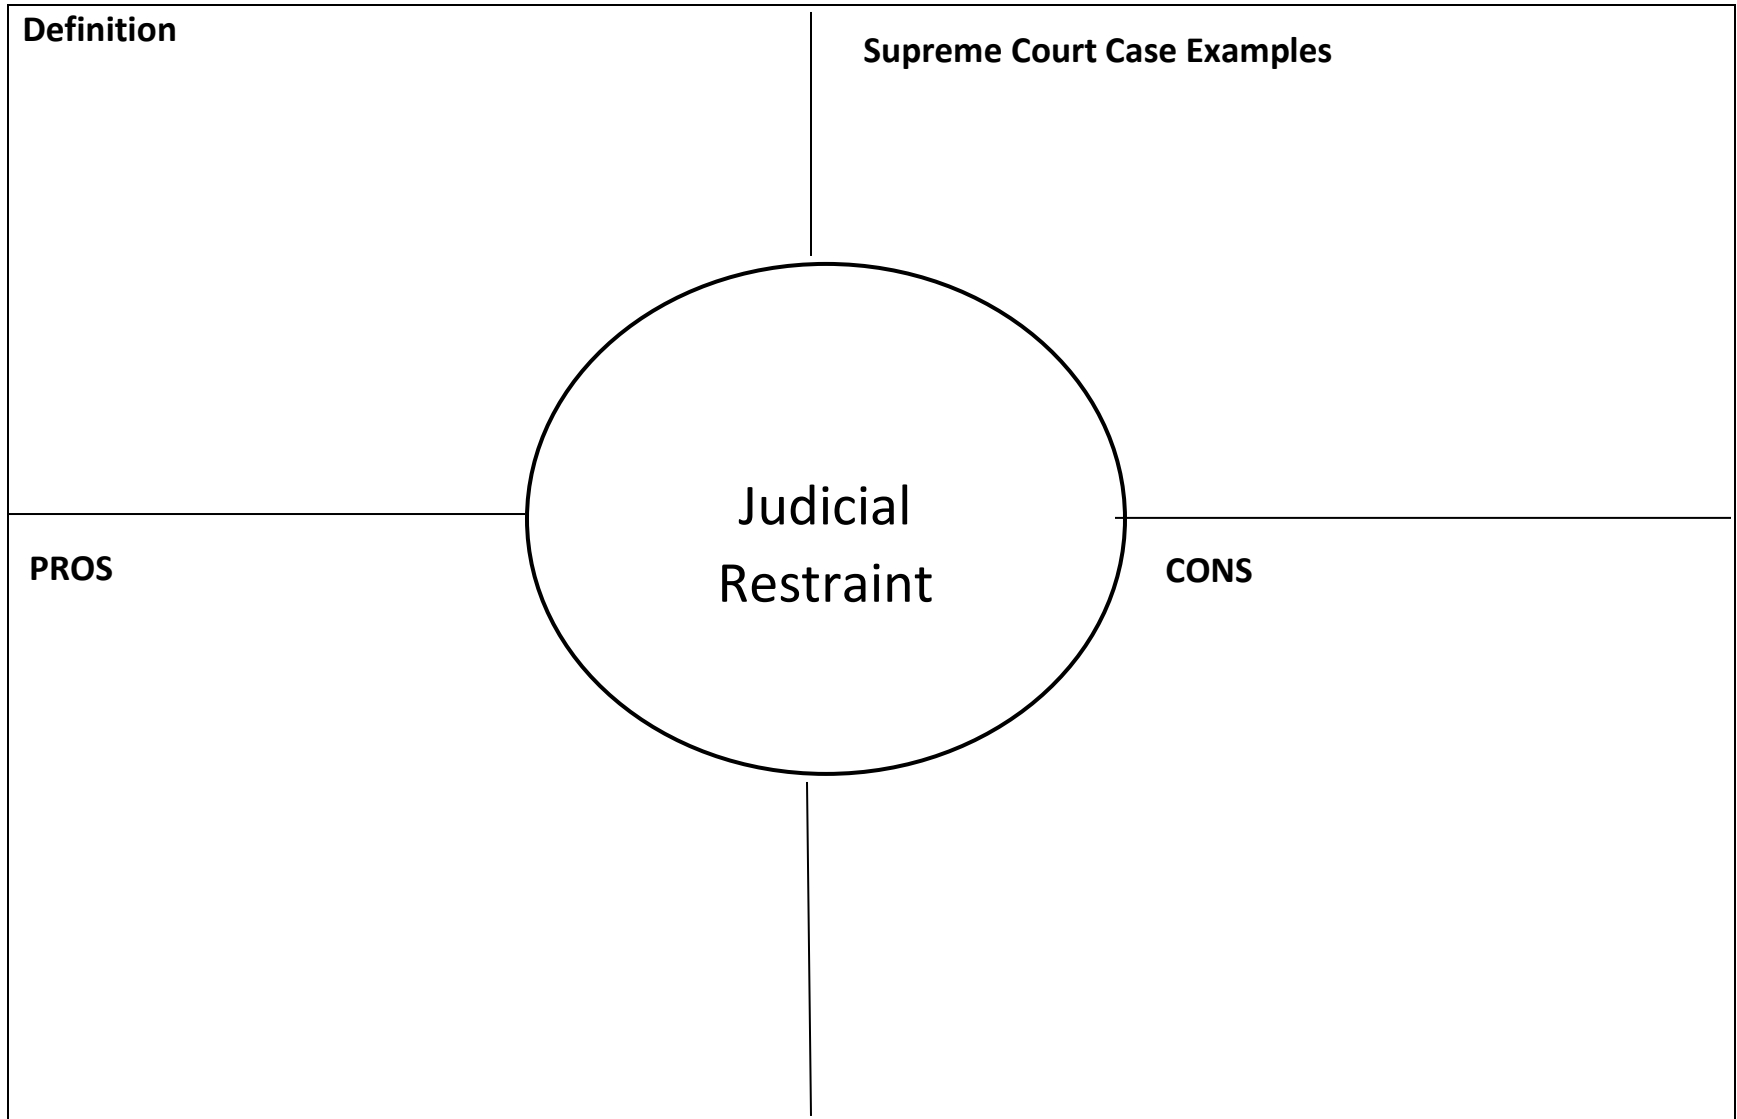 Definition
Supreme Court Case Examples
Judicial
Restraint
PROS
CONS